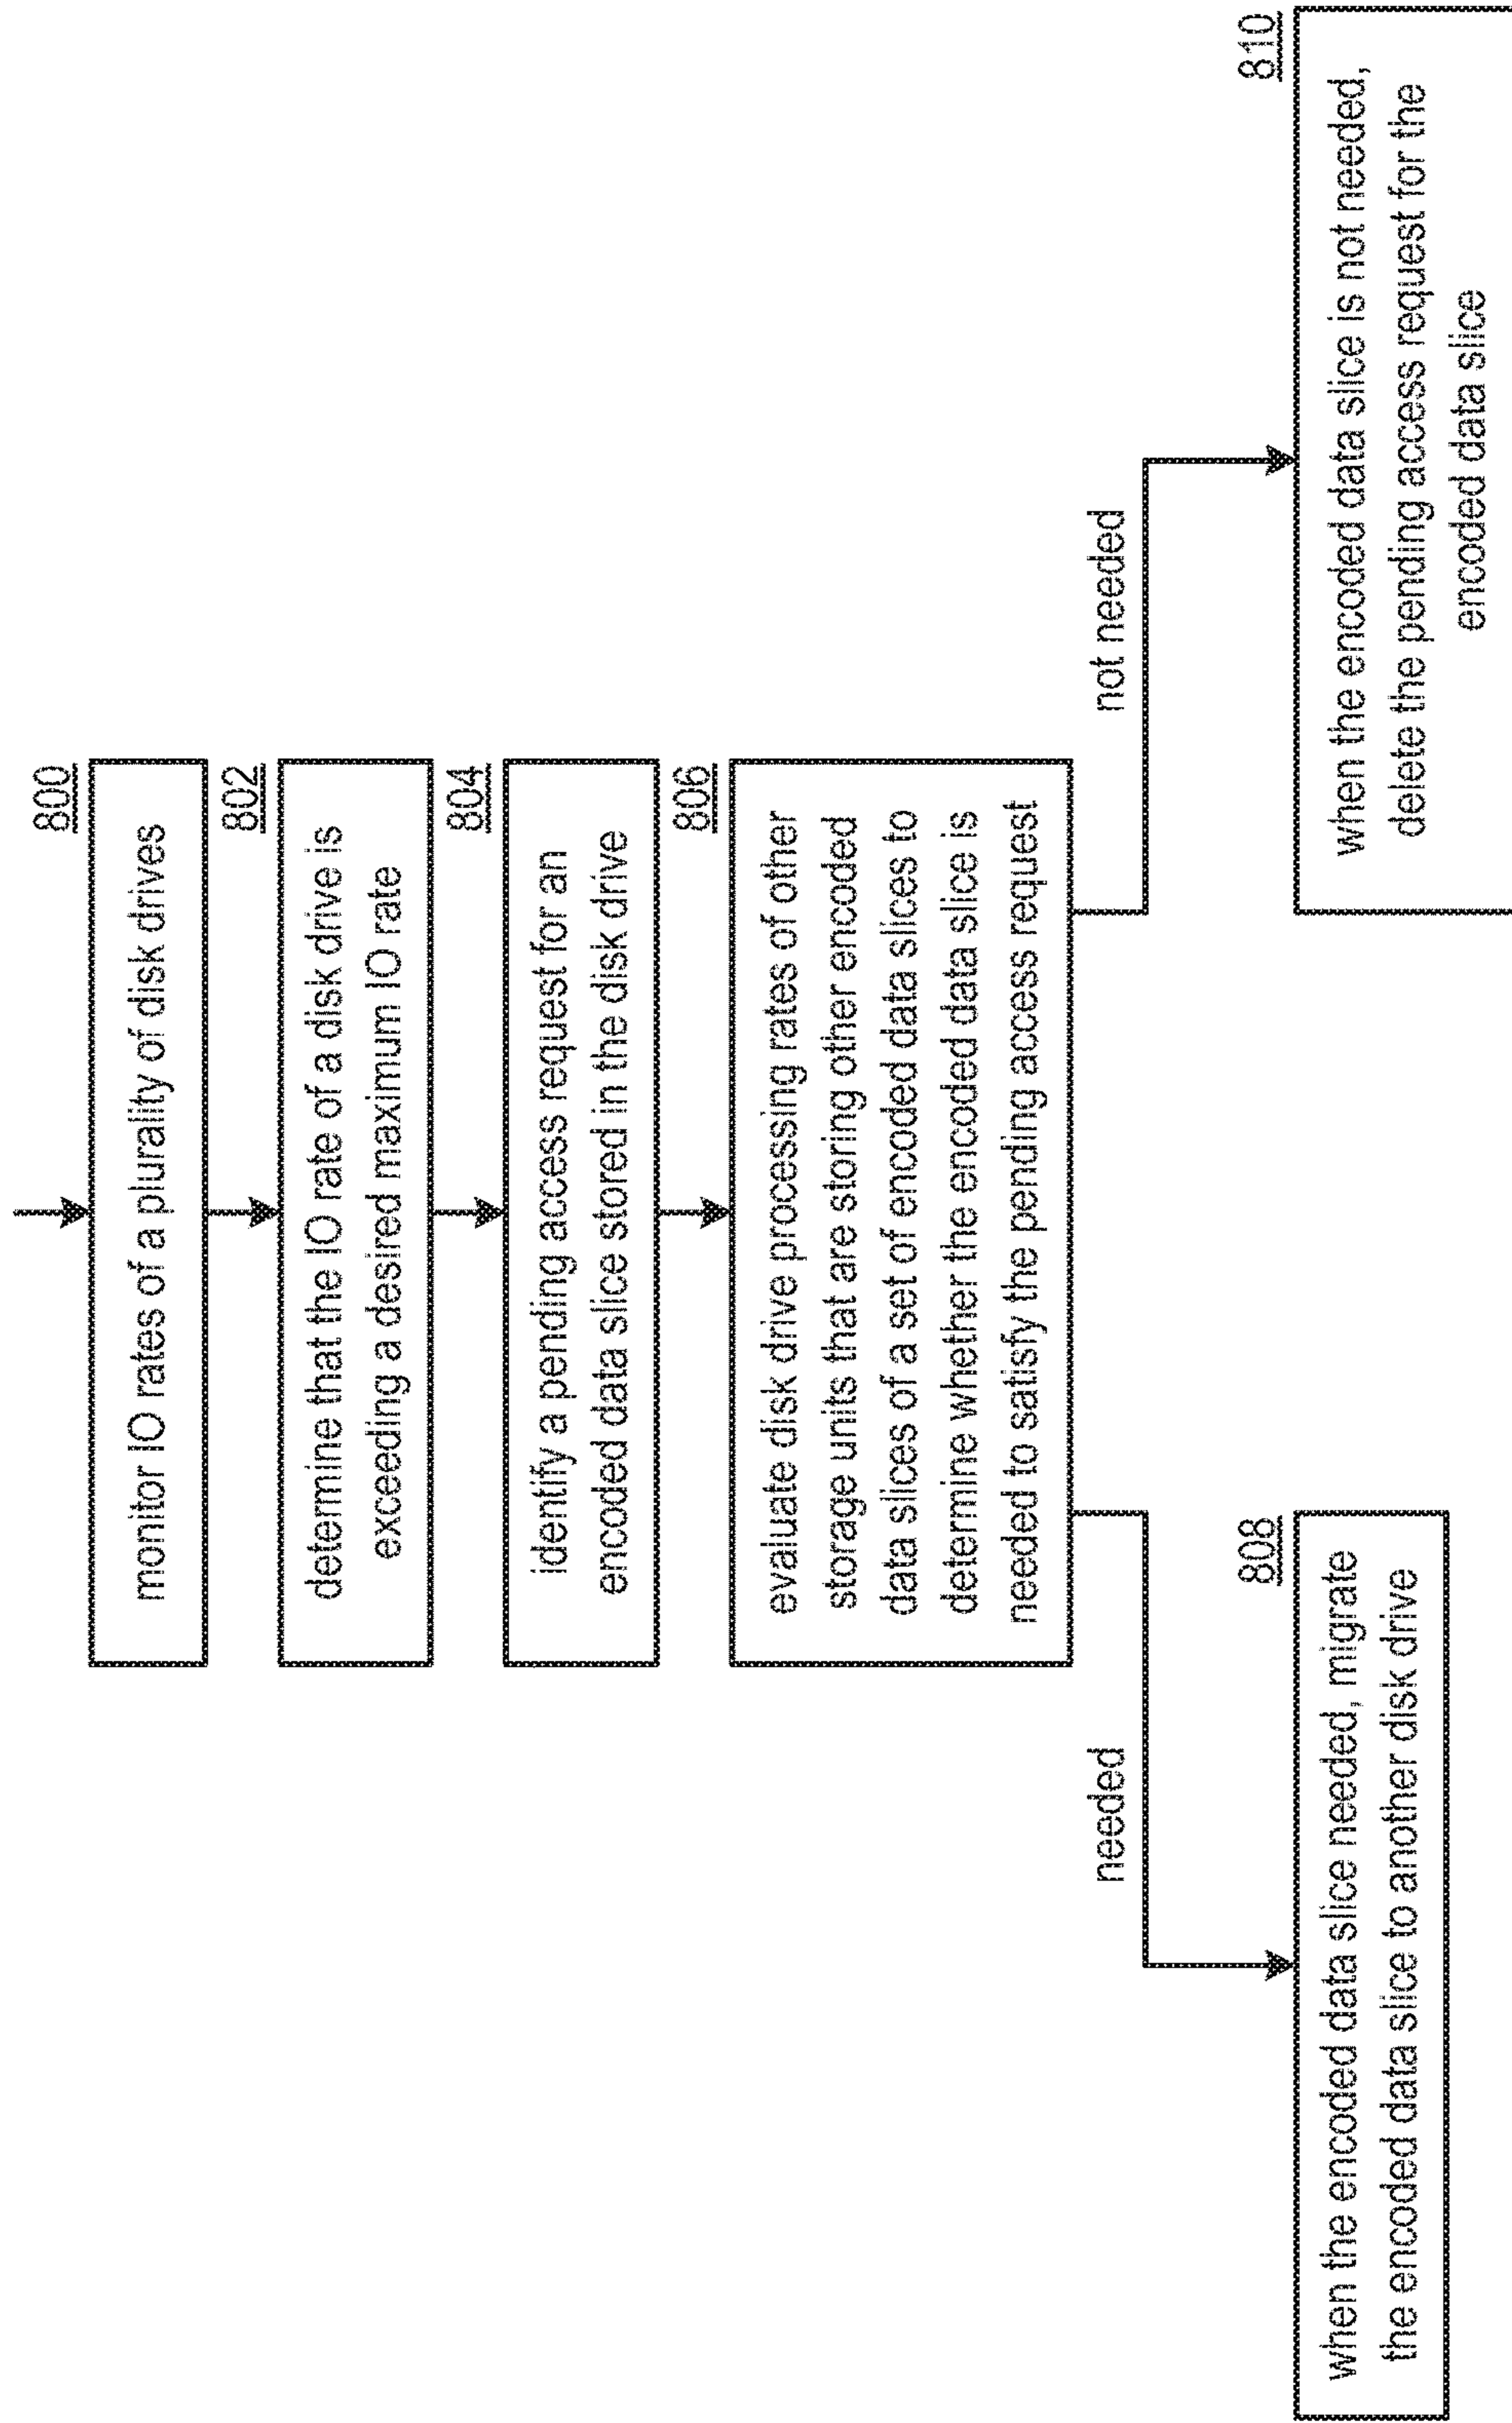 800
monitor IO rates of a plurality of disk drives
802
determine that the IO rate of a disk drive is
exceeding a desired maximum IO rate
804
identify a pending access request for an
encoded data slice stored in the disk drive
806
evaluate disk drive processing rates of other
storage units that are storing other encoded
data slices of a set of encoded data slices to
determine whether the encoded data slice is
needed to satisfy the pending access request
needed
not needed
808
when the encoded data slice needed, migrate
the encoded data slice to another disk drive
810
when the encoded data slice is not needed,
delete the pending access request for the
encoded data slice